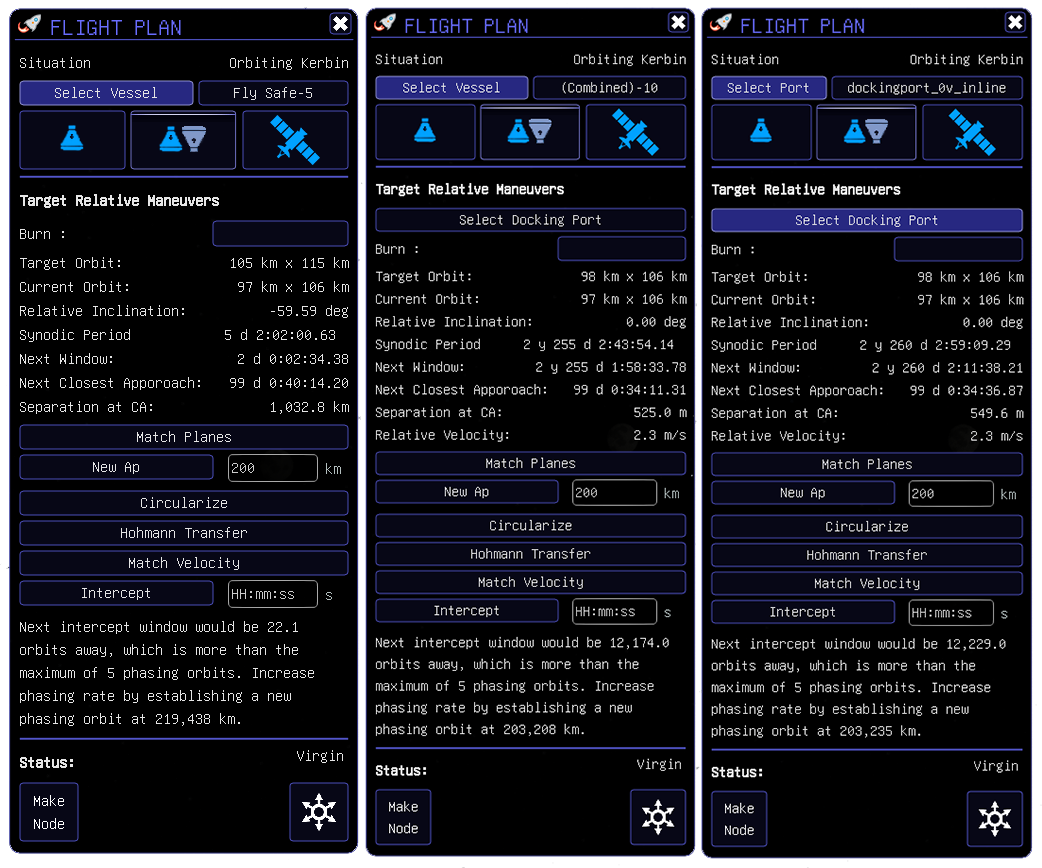 FLIGHT PLAN
Situation Orbiting Kerbin
Select Vessel Fly Safe-5
Target Relative Maneuvers
Burn :
Target Orbit: 105 km x 115 km
Current Orbit: 97 km x 106 km
Relative Inclination: -59.59 deg
Synodic Period 5 d 2:02:00.63
Next Window: 2 d 0:02:34.38
Next Closest Apporoach: 99 d 0:40:14.20
Separation at CA: 1,032.8 km
Match Planes
New Ap 200 km
Circularize
Hohmann Transfer
Match Velocity
Intercept HH:mm:ss s
Next intercept window would be 22.1
orbits away, which is more than the
maximum of 5 phasing orbits. Increase
phasing rate by establishing a new
phasing orbit at 219,438 km.
Status: Virgin
Make
Node
FLIGHT PLAN
Situation Orbiting Kerbin
Select Vessel (Combined)-10
Target Relative Maneuvers
Select Docking Port
Burn :
Target Orbit: 98 km x 106 km
Current Orbit: 97 km x 106 km
Relative Inclination: 0.00 deg
Synodic Period 2 y 255 d 2:43:54.14
Next Window: 2 y 255 d 1:58:33.78
Next Closest Apporoach: 99 d 0:34:11.31
Separation at CA: 525.0 m
Relative Velocity: 2.3 m/s
Match Planes
New Ap 200 km
Circularize
Hohmann Transfer
Match Velocity
Intercept HH:mm:ss s
Next intercept window would be 12,174.0
orbits away, which is more than the
maximum of 5 phasing orbits. Increase
phasing rate by establishing a new
phasing orbit at 203,208 km.
Status: Virgin
Make
Node
FLIGHT PLAN
Situation Orbiting Kerbin
Select Port dockingport_0v_inline
Target Relative Maneuvers
Select Docking Port
Burn :
Target Orbit: 98 km x 106 km
Current Orbit: 97 km x 106 km
Relative Inclination: 0.00 deg
Synodic Period 2 y 260 d 2:59:09.29
Next Window: 2 y 260 d 2:11:38.21
Next Closest Apporoach: 99 d 0:34:36.87
Separation at CA: 549.6 m
Relative Velocity: 2.3 m/s
Match Planes
New Ap 200 km
Circularize
Hohmann Transfer
Match Velocity
Intercept HH:mm:ss s
Next intercept window would be 12,229.0
orbits away, which is more than the
maximum of 5 phasing orbits. Increase
phasing rate by establishing a new
phasing orbit at 203,235 km.
Status: Virgin
Make
Node